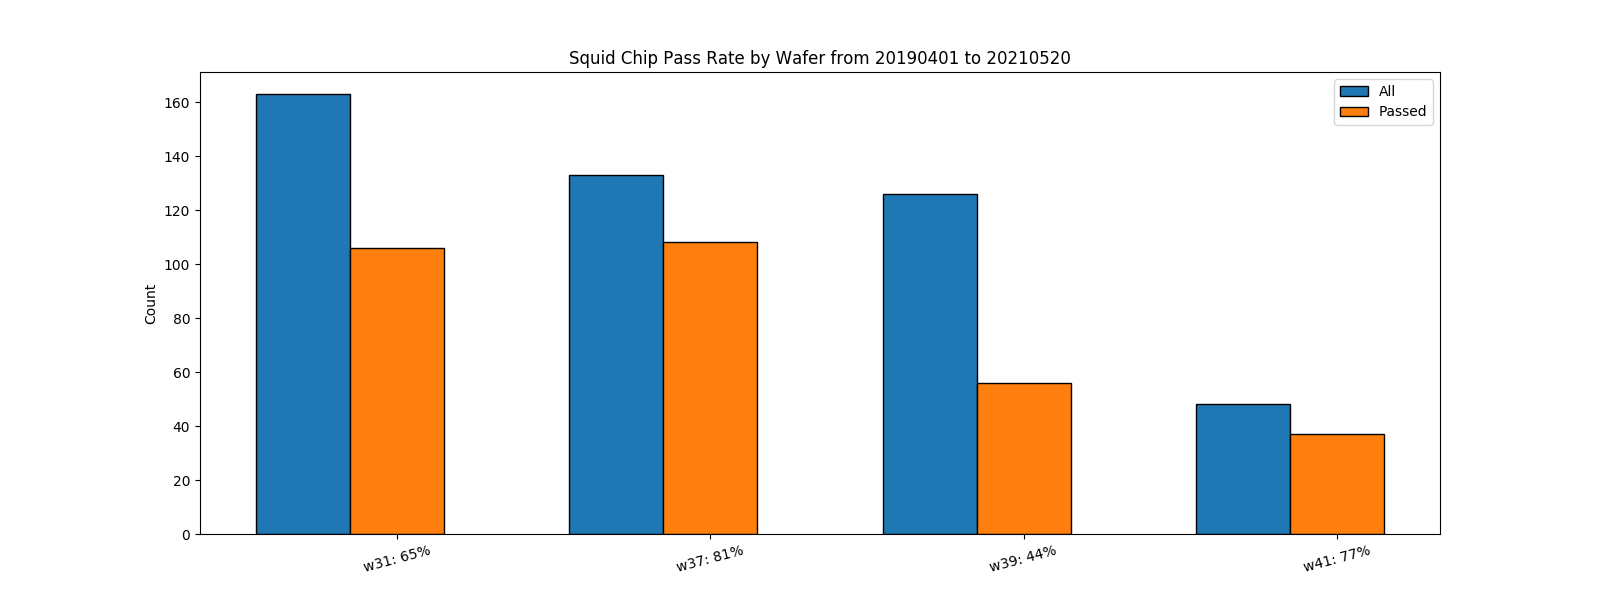 Squid Chip Pass Rate by Wafer from 20190401 to 20210520
All
Passed
Count
160
140
120
100
80
60
40
20
0
w31: 65%
w37: 81%
w39: 44%
w41: 77%